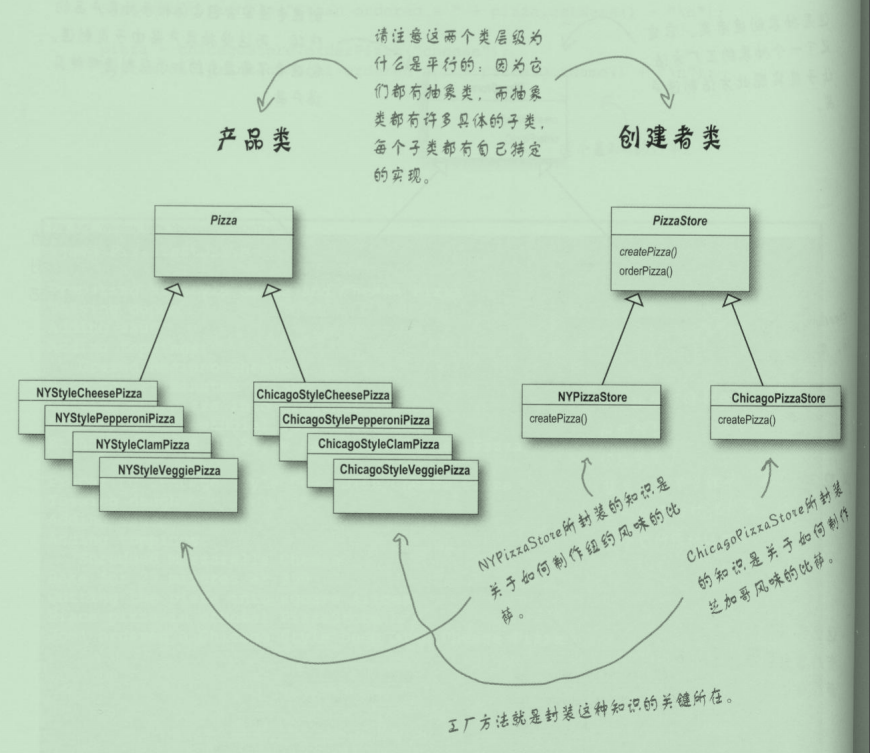 请注意这两个类层级为
什么是平行的：因为它
们都有抽象类，而抽象
类都有许多具体的子类，
每个子类都有自己特定
的实现。
产品类
创建者类
Pizza
PizzaStore
createPizza()
orderPizza()
NYStyleCheesePizza
NYStylePepperoniPizza
NYStyleClamPizza
NYStyleVeggiePizza
ChicagoStyleCheesePizza
ChicagoStylePepperoniPizza
ChicagoStyleClamPizza
ChicagoStyleVeggiePizza
NYPizzaStore
createPizza()
ChicagoPizzaStore
createPizza()
NYPizzaStore所封装的知识是
关于如何制作纽约风味的比
萨。
ChicagoPizzaStore所封装
的知识是关于如何制作
芝加哥风味的比萨。
工厂方法就是封装这种知识的关键所在。